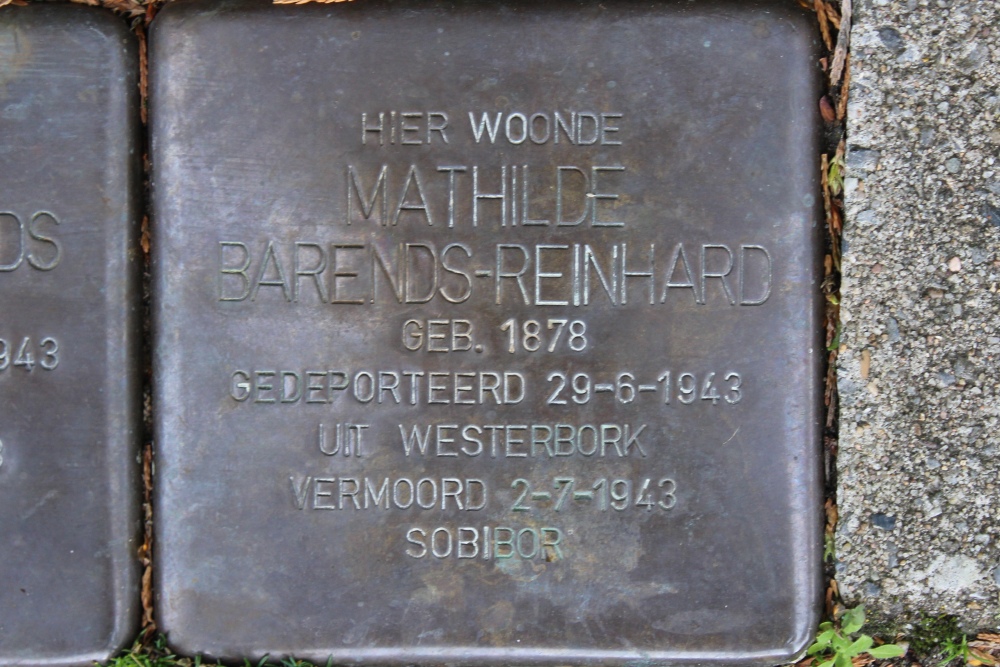 HIER WOONDE
MATHILDE
BARENDS-REINHARD
GEB. 1878
GEDEPORTEERD 29-6-1943
UIT WESTERBORK
VERMOORD 2-7-1943
SOBIBOR